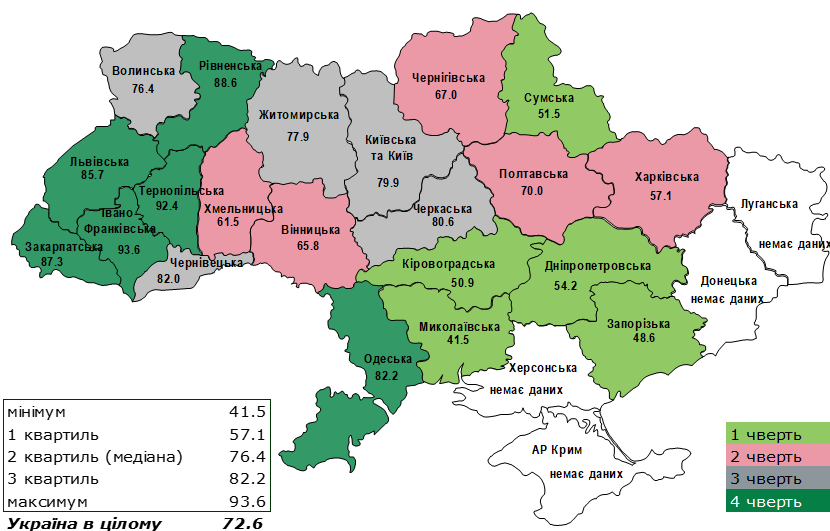 Волинська
76.4
Рівненська
88.6
Житомирська
77.9
Київська
та Київ
79.9
Чернігівська
67.0
Сумська
51.5
Львівська
85.7
Тернопільська
92.4
Хмельницька
61.5
Вінницька
65.8
Черкаська
80.6
Полтавська
70.0
Харківська
57.1
Луганська
немає даних
Івано
Франківська
93.6
Закарпатська
87.3
Чернівецька
82.0
Кіровоградська
50.9
Дніпропетровська
54.2
Донецька
немає даних
Миколаївська
41.5
Запорізька
48.6
Одеська
82.2
Херсонська
немає даних
АР Крим
немає даних
мінімум 41.5
1 квартиль 57.1
2 квартиль (медіана) 76.4
3 квартиль 82.2
максимум 93.6
Україна в цілому 72.6
1 чверть
2 чверть
3 чверть
4 чверть